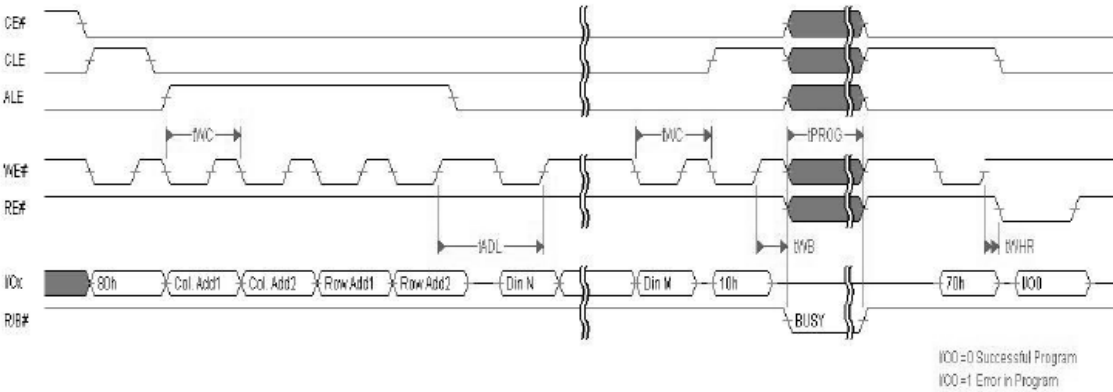 CE#
CLE
ALE
tWC tWC tPROG
WE#
RE#
tADL tWB tWHR
I/Ox 80h Col. Add1 Col. Add2 Row Add1 Row Add2 Din N Din M 10h 70h I/O0
R/B# BUSY
I/O0 =0 Successful Program
I/O0 =1 Error in Program